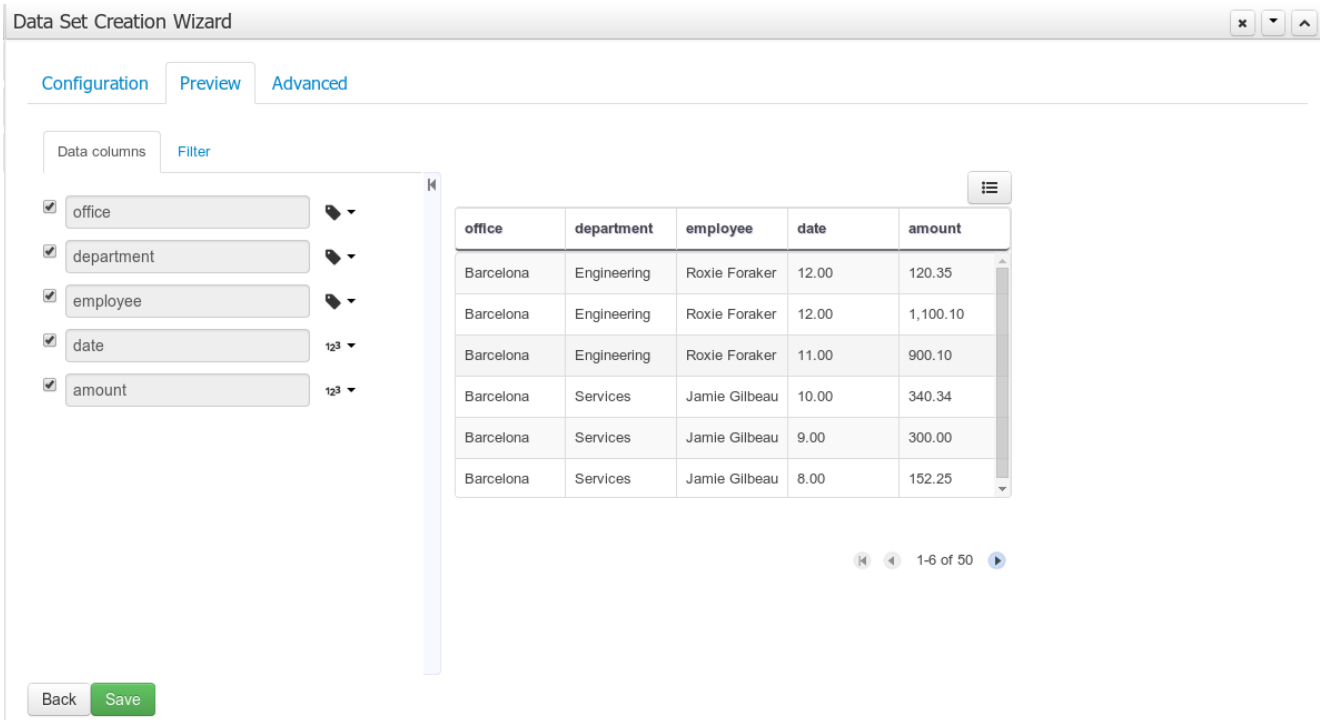 Data Set Creation Wizard
Configuration Preview Advanced
Data columns Filter
office
department
employee
date 123
amount 123
office department employee date amount
Barcelona Engineering Roxie Foraker 12.00 120.35
Barcelona Engineering Roxie Foraker 12.00 1,100.10
Barcelona Engineering Roxie Foraker 11.00 900.10
Barcelona Services Jamie Gilbeau 10.00 340.34
Barcelona Services Jamie Gilbeau 9.00 300.00
Barcelona Services Jamie Gilbeau 8.00 152.25
1-6 of 50
Back Save